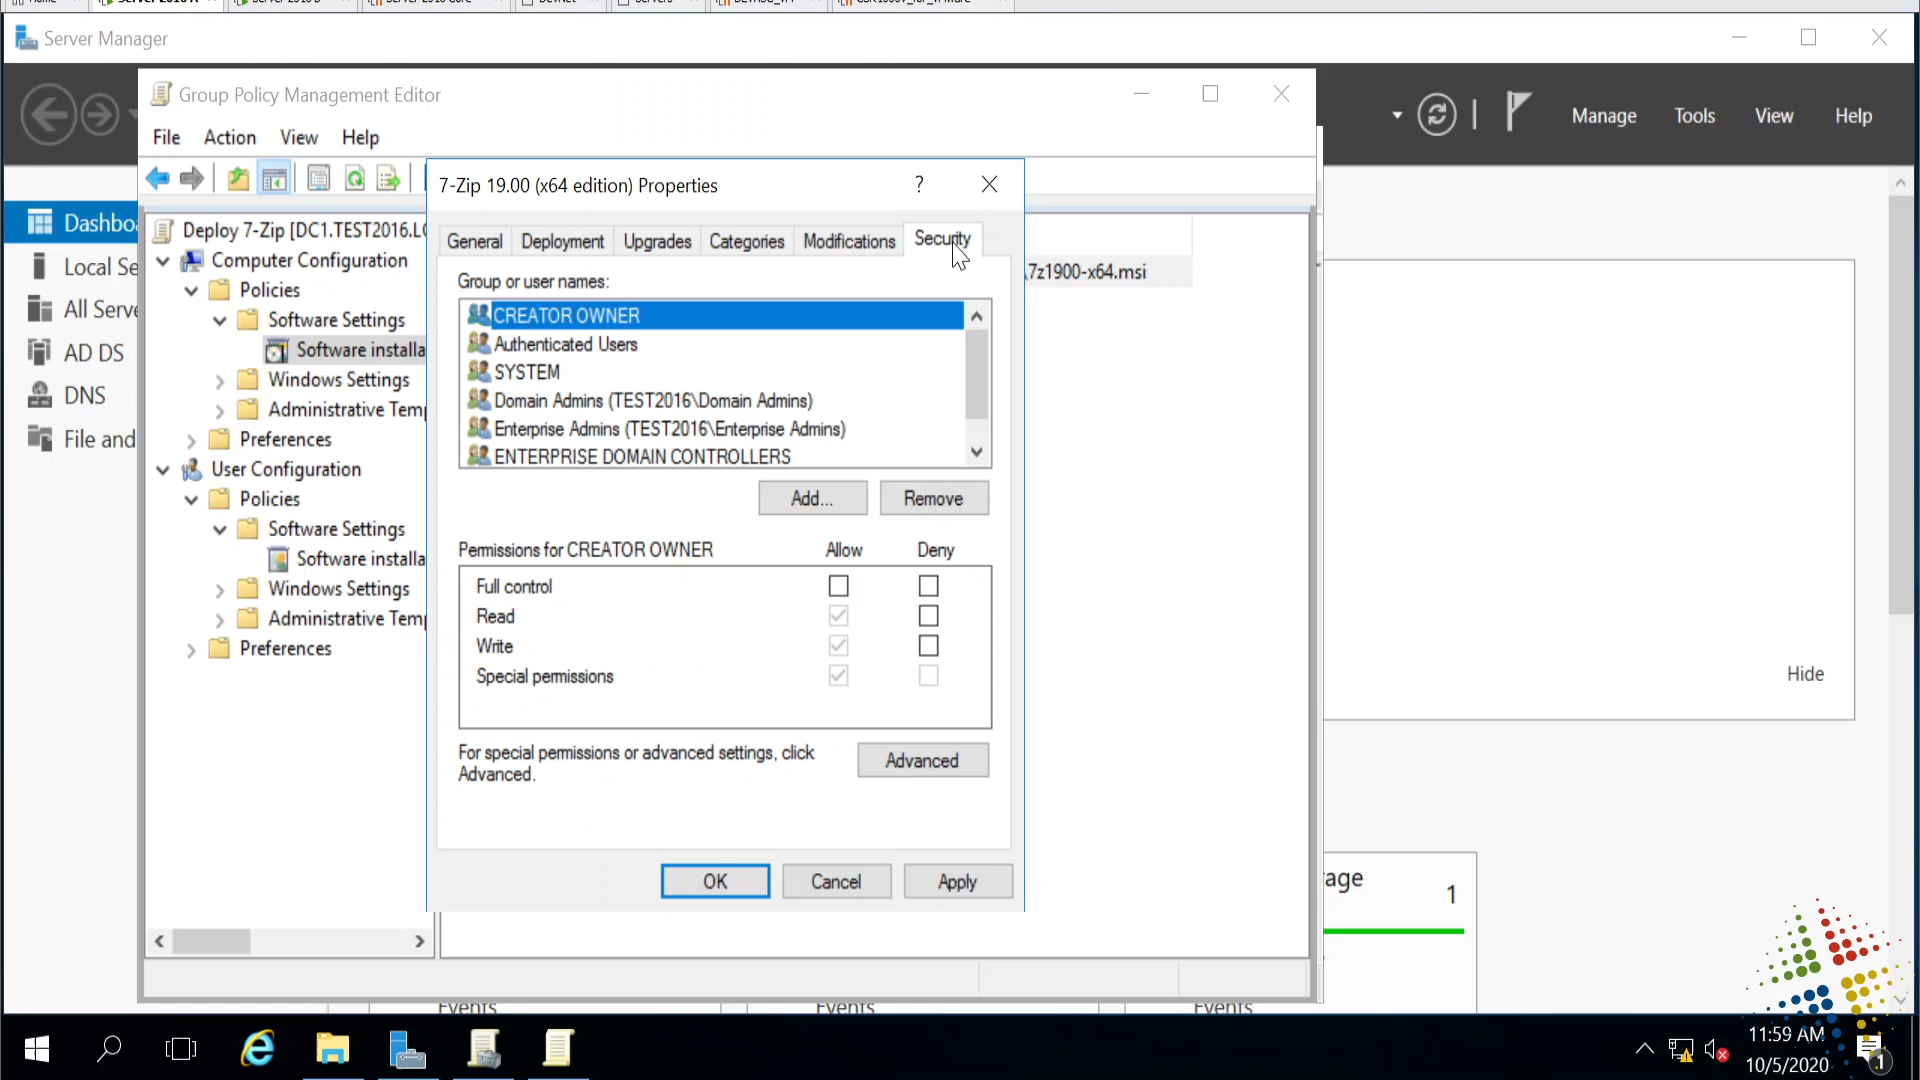 Server Manager
Manage
Tools
View
Help
Group Policy Management Editor
File
Action
View
Help
Dashbo
Local Se
All Serve
AD DS
DNS
File and
Deploy 7-Zip [DC1.TEST2016.LO
Computer Configuration
Policies
Software Settings
Software installa
Windows Settings
Administrative Temp
Preferences
User Configuration
Policies
Software Settings
Software installa
Windows Settings
Administrative Temp
Preferences
\7z1900-x64.msi
7-Zip 19.00 (x64 edition) Properties
?
General
Deployment
Upgrades
Categories
Modifications
Security
Group or user names:
CREATOR OWNER
Authenticated Users
SYSTEM
Domain Admins (TEST2016\Domain Admins)
Enterprise Admins (TEST2016\Enterprise Admins)
ENTERPRISE DOMAIN CONTROLLERS
Add...
Remove
Permissions for CREATOR OWNER
Allow
Deny
Full control
Read
Write
Special permissions
For special permissions or advanced settings, click
Advanced.
Advanced
OK
Cancel
Apply
Hide
rage
1
Events
Events
Events
11:59 AM
10/5/2020
1